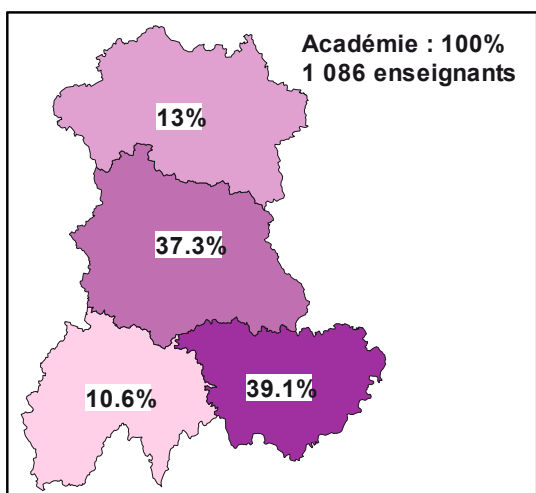 Académie : 100%
1 086 enseignants
13%
37.3%
10.6%
39.1%